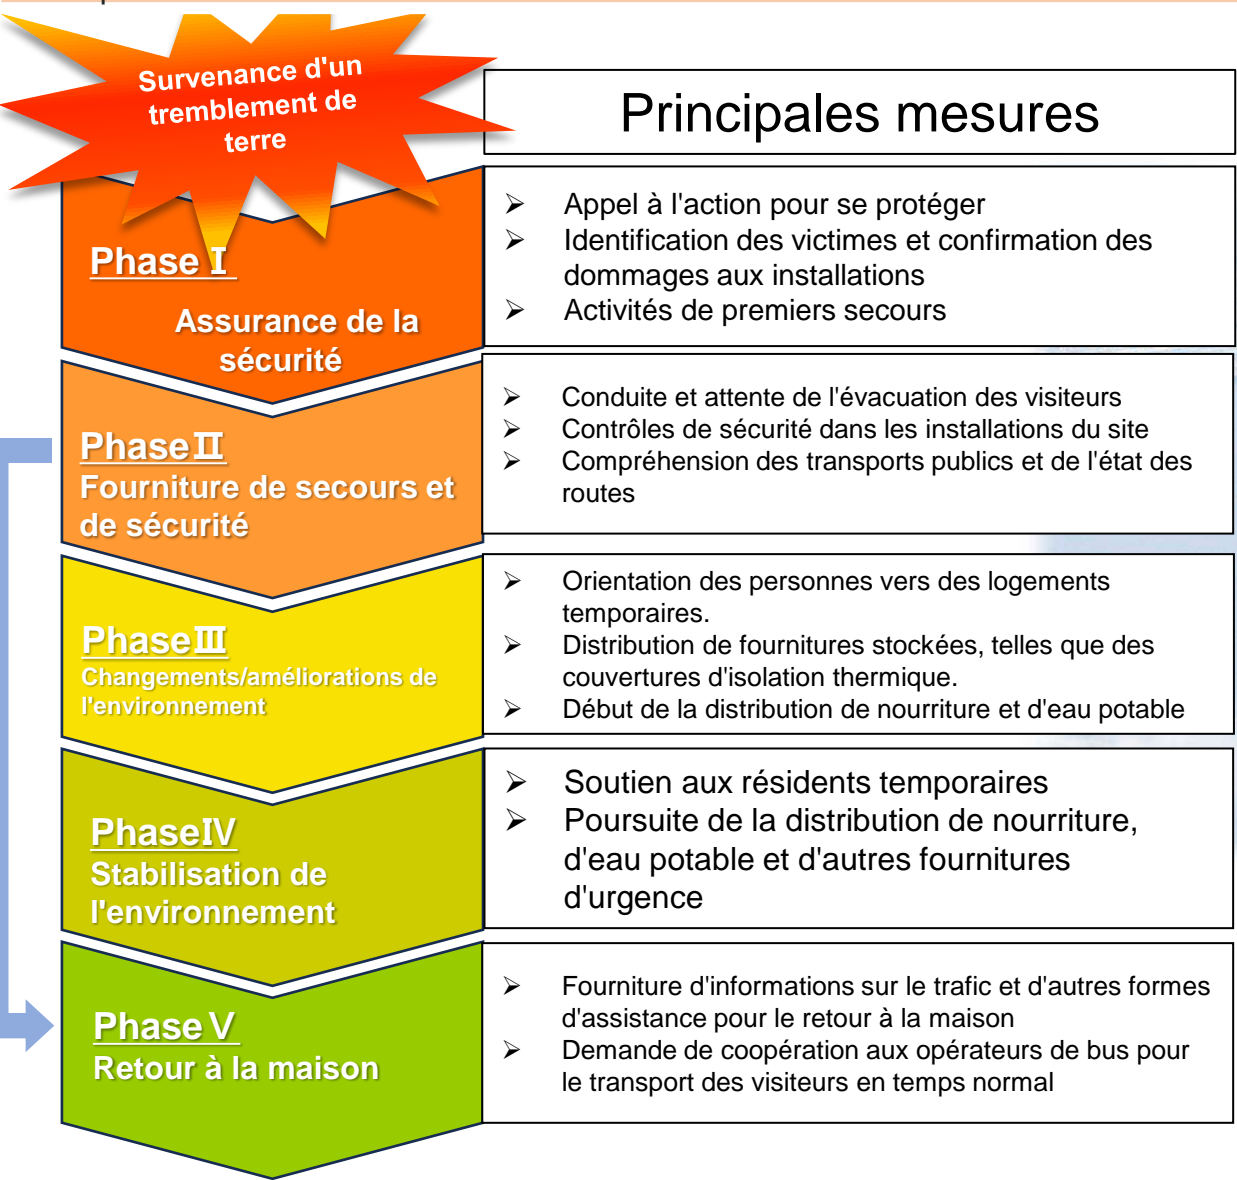 Survenance d'un
tremblement de
terre
Principales mesures
Phase Ⅰ
Assurance de la
sécurité
➢ Appel à l'action pour se protéger
➢ Identification des victimes et confirmation des
dommages aux installations
➢ Activités de premiers secours
PhaseⅡ
Fourniture de secours et
de sécurité
➢ Conduite et attente de l'évacuation des visiteurs
➢ Contrôles de sécurité dans les installations du site
➢ Compréhension des transports publics et de l'état des
routes
PhaseⅢ
Changements/améliorations de
l'environnement
➢ Orientation des personnes vers des logements
temporaires.
➢ Distribution de fournitures stockées, telles que des
couvertures d'isolation thermique.
➢ Début de la distribution de nourriture et d'eau potable
PhaseⅣ
Stabilisation de
l'environnement
➢ Soutien aux résidents temporaires
➢ Poursuite de la distribution de nourriture,
d'eau potable et d'autres fournitures
d'urgence
Phase Ⅴ
Retour à la maison
➢ Fourniture d'informations sur le trafic et d'autres formes
d'assistance pour le retour à la maison
➢ Demande de coopération aux opérateurs de bus pour
le transport des visiteurs en temps normal